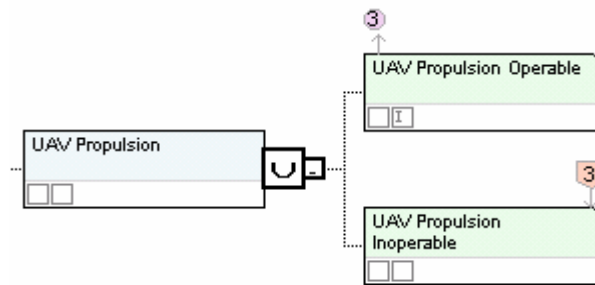 3
UAV Propulsion Operable
I
UAV Propulsion
3
UAV Propulsion
Inoperable